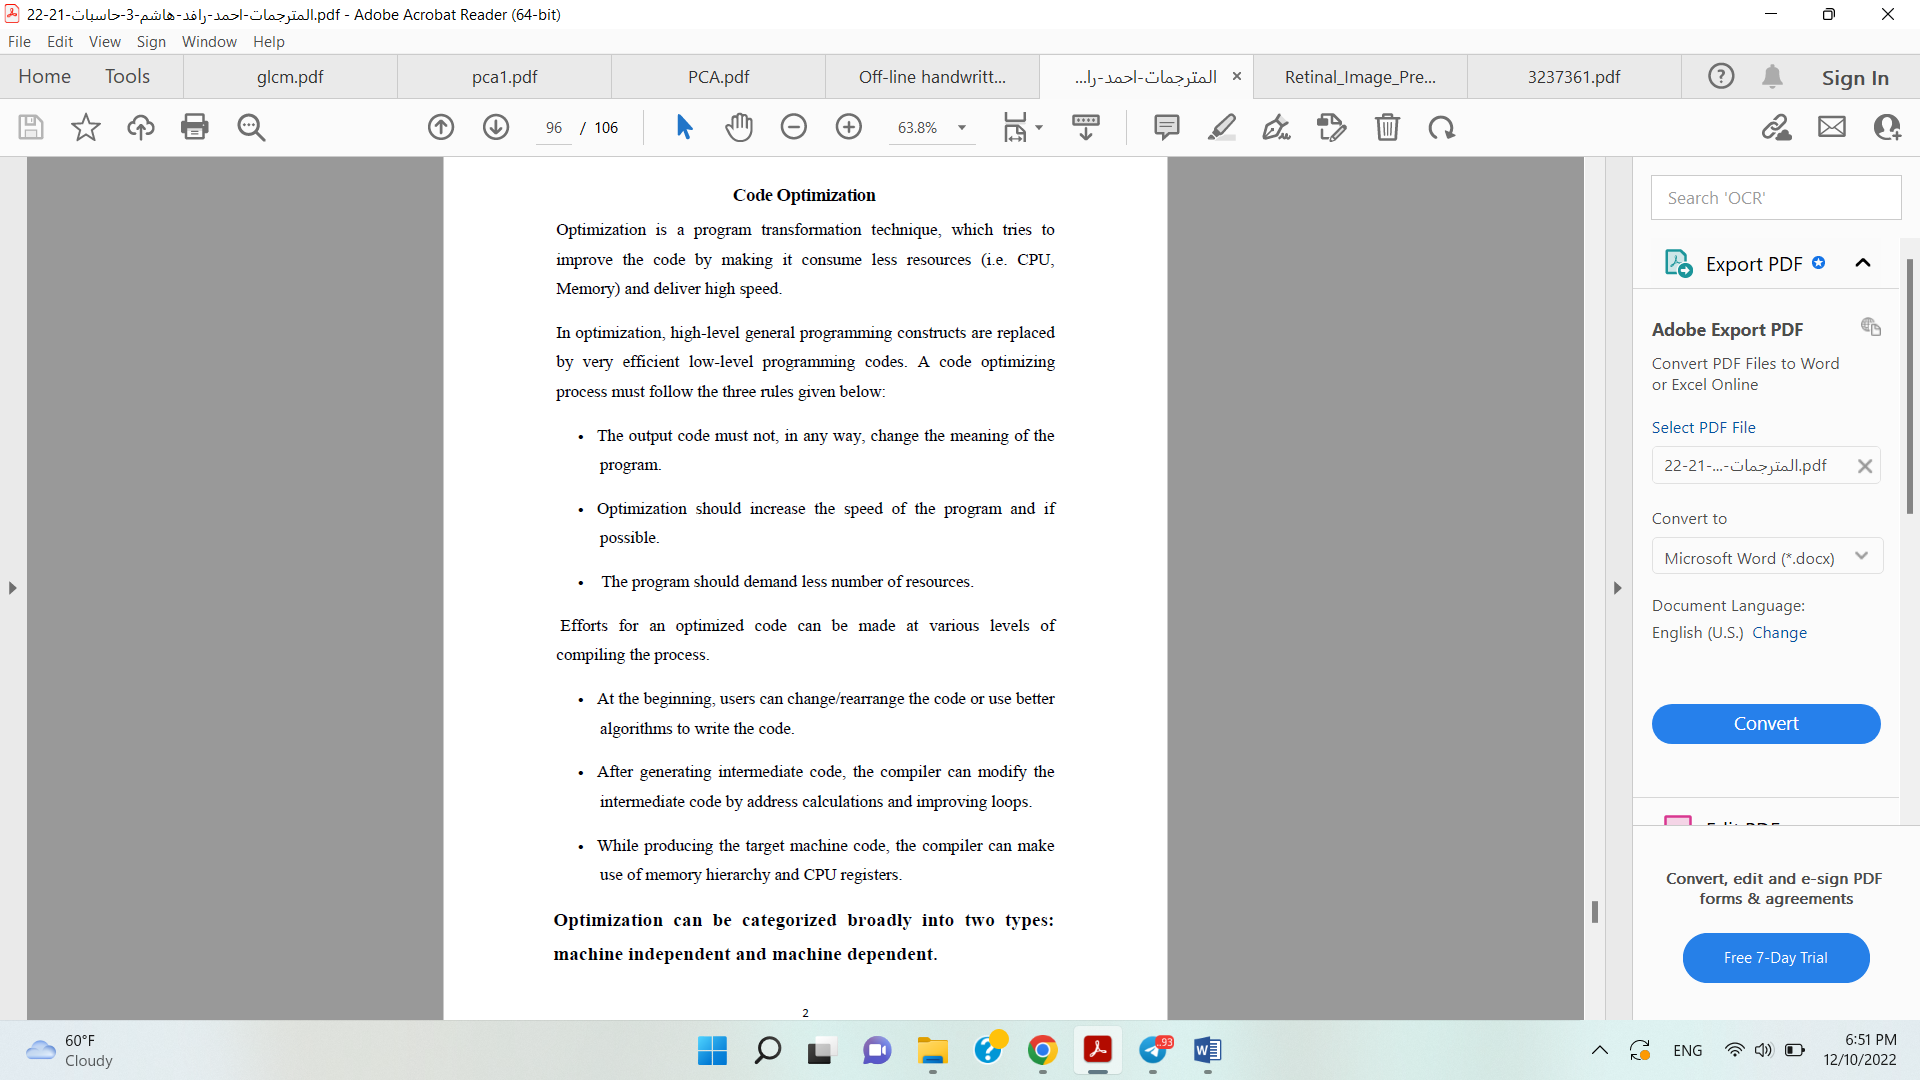 المترجمات-احمد-رافد-هاشم-3-حاسبات-21-22.pdf - Adobe Acrobat Reader (64-bit)
File Edit View Sign Window Help
Home Tools glcm.pdf pca1.pdf PCA.pdf Off-line handwritt... المترجمات-احمد-را... Retinal_Image_Pre... 3237361.pdf Sign In
96 / 106 63.8%
Code Optimization
Optimization is a program transformation technique, which tries to
improve the code by making it consume less resources (i.e. CPU,
Memory) and deliver high speed.
In optimization, high-level general programming constructs are replaced
by very efficient low-level programming codes. A code optimizing
process must follow the three rules given below:
• The output code must not, in any way, change the meaning of the
program.
• Optimization should increase the speed of the program and if
possible.
• The program should demand less number of resources.
Efforts for an optimized code can be made at various levels of
compiling the process.
• At the beginning, users can change/rearrange the code or use better
algorithms to write the code.
• After generating intermediate code, the compiler can modify the
intermediate code by address calculations and improving loops.
• While producing the target machine code, the compiler can make
use of memory hierarchy and CPU registers.
Optimization can be categorized broadly into two types:
machine independent and machine dependent.
2
Search 'OCR'
Export PDF
Adobe Export PDF
Convert PDF Files to Word
or Excel Online
Select PDF File
المترجمات-...-21-22.pdf
Convert to
Microsoft Word (*.docx)
Document Language:
English (U.S.) Change
Convert
Edit PDF
Convert, edit and e-sign PDF
forms & agreements
Free 7-Day Trial
60°F
Cloudy
93
ENG
6:51 PM
12/10/2022